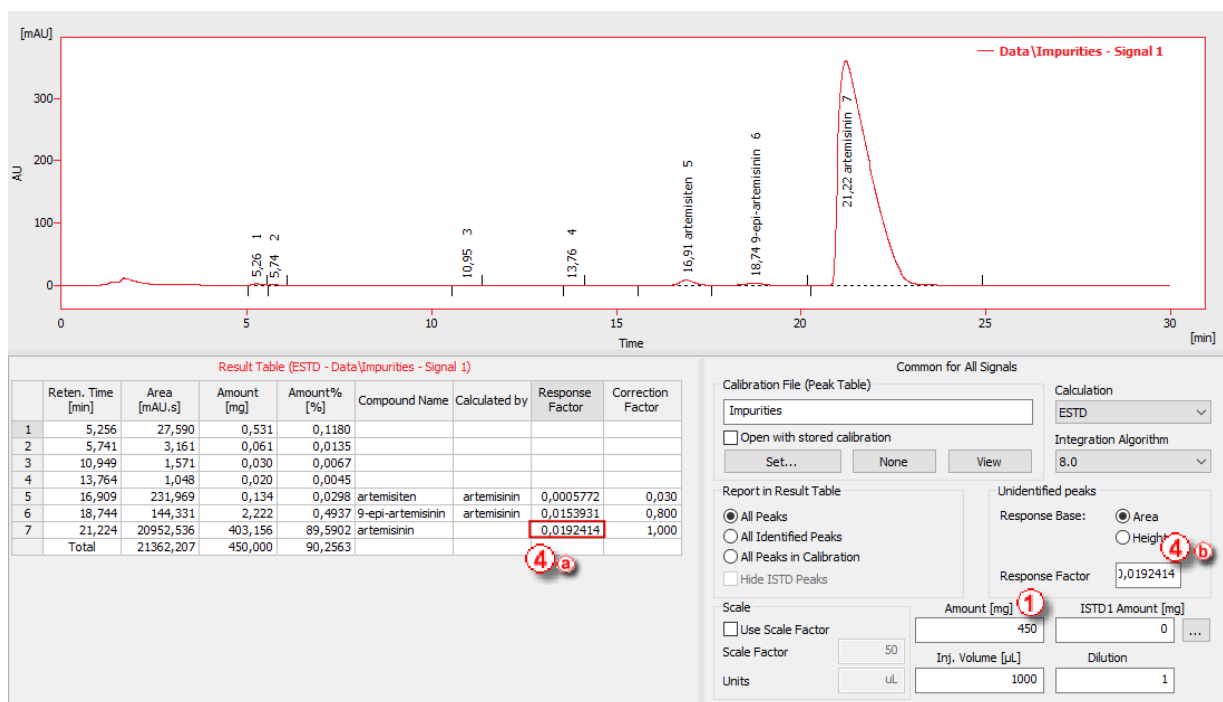 [mAU]
Data\Impurities - Signal 1
300
200
100
0
AU
5,26 1
5,74 2
10,95 3
13,76 4
16,91 artemisiten 5
18,74 9-epi-artemisinin 6
21,22 artemisinin 7
0 5 10 15 20 25 30
Time [min]
Result Table (ESTD - Data\Impurities - Signal 1)
Reten. Time [min] Area [mAU.s] Amount [mg] Amount% [%] Compound Name Calculated by Response Factor Correction Factor
1 5,256 27,590 0,531 0,1180
2 5,741 3,161 0,061 0,0135
3 10,949 1,571 0,030 0,0067
4 13,764 1,048 0,020 0,0045
5 16,909 231,969 0,134 0,0298 artemisiten artemisinin 0,0005772 0,030
6 18,744 144,331 2,222 0,4937 9-epi-artemisinin artemisinin 0,0153931 0,800
7 21,224 20952,536 403,156 89,5902 artemisinin 0,0192414 1,000
Total 21362,207 450,000 90,2563
4 a
Common for All Signals
Calibration File (Peak Table)
Impurities
Open with stored calibration
Set... None View
Calculation
ESTD
Integration Algorithm
8.0
Report in Result Table
All Peaks
All Identified Peaks
All Peaks in Calibration
Hide ISTD Peaks
Unidentified peaks
Response Base: Area
Height
4 b
Response Factor 0,0192414
Scale
Use Scale Factor
Scale Factor 50
Units uL
Amount [mg] 1 ISTD1 Amount [mg]
450 0 ...
Inj. Volume [µL] Dilution
1000 1